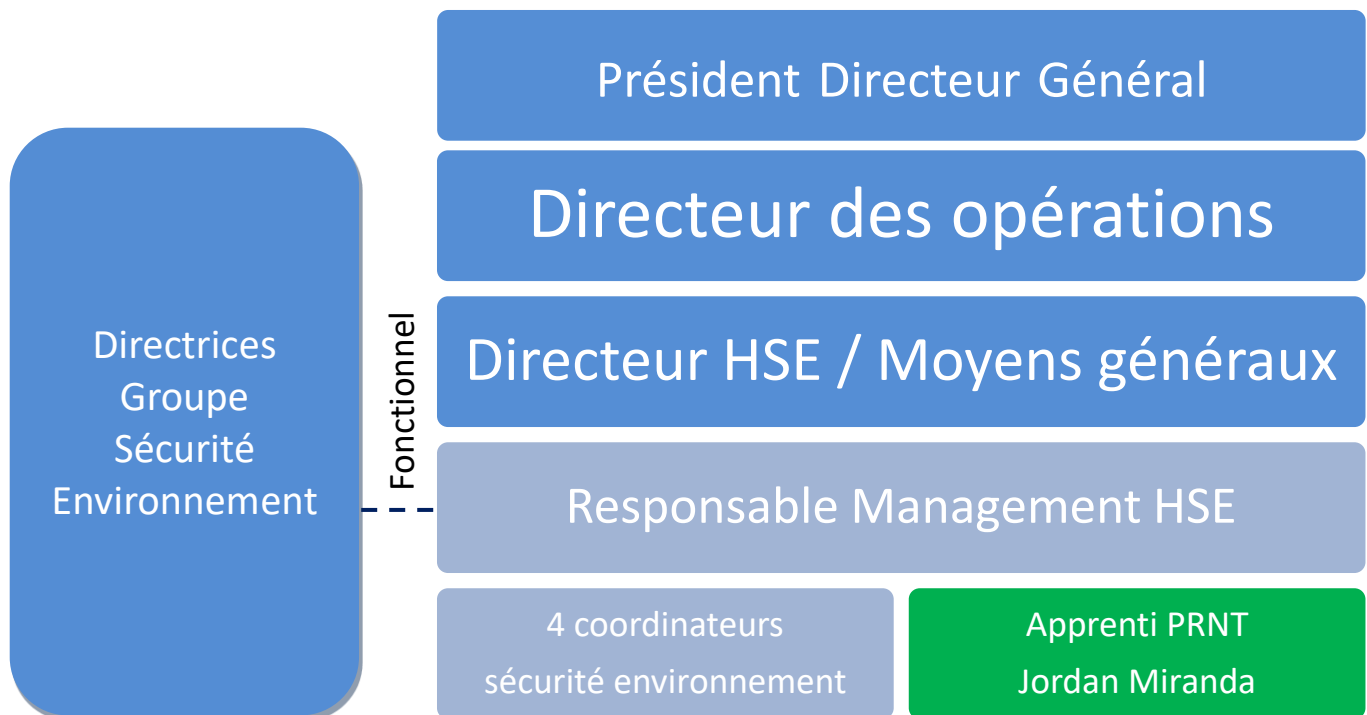 Président Directeur Général
Directeur des opérations
Directeur HSE / Moyens généraux
Directrices
Groupe
Sécurité
Environnement
Fonctionnel
Responsable Management HSE
4 coordinateurs
sécurité environnement
Apprenti PRNT
Jordan Miranda